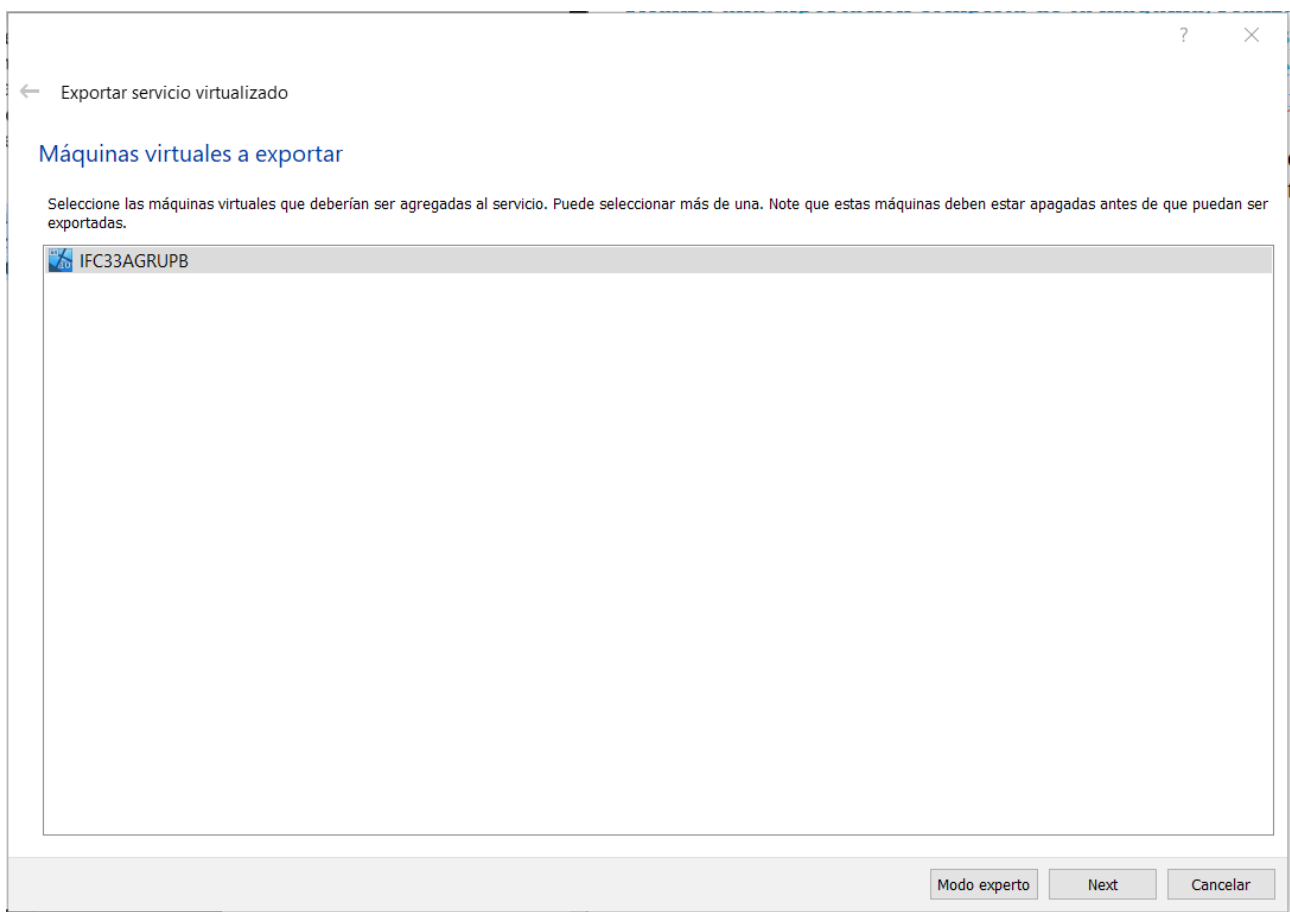 ?
Exportar servicio virtualizado
Máquinas virtuales a exportar
Seleccione las máquinas virtuales que deberían ser agregadas al servicio. Puede seleccionar más de una. Note que estas máquinas deben estar apagadas antes de que puedan ser
exportadas.
IFC33AGRUPB
Modo experto
Next
Cancelar